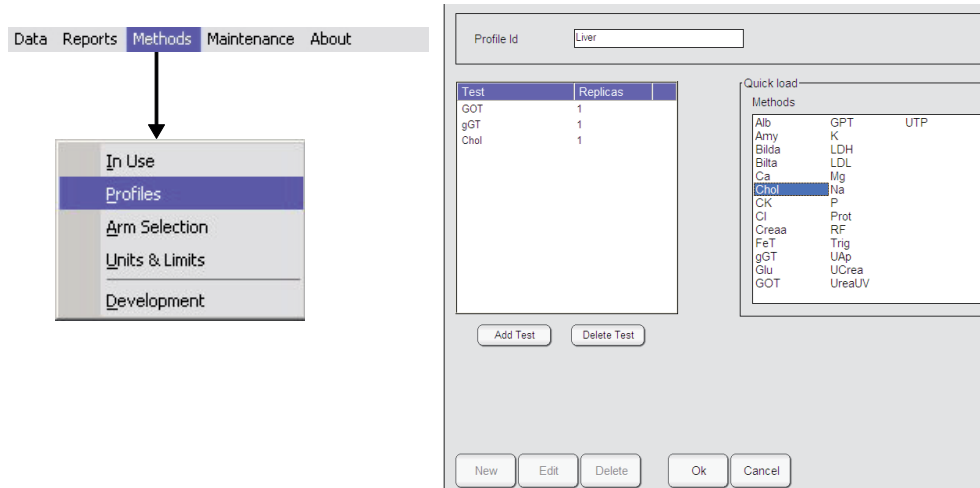 Data Reports Methods Maintenance About
In Use
Profiles
Arm Selection
Units & Limits
Development
Profile Id Liver
Test Replicas
GOT 1
gGT 1
Chol 1
Add Test Delete Test
Quick load
Methods
Alb GPT UTP
Amy K
Bilda LDH
Bilta LDL
Ca Mg
Chol Na
CK P
Cl Prot
Creaa RF
FeT Trig
gGT UAp
Glu UCrea
GOT UreaUV
New Edit Delete Ok Cancel